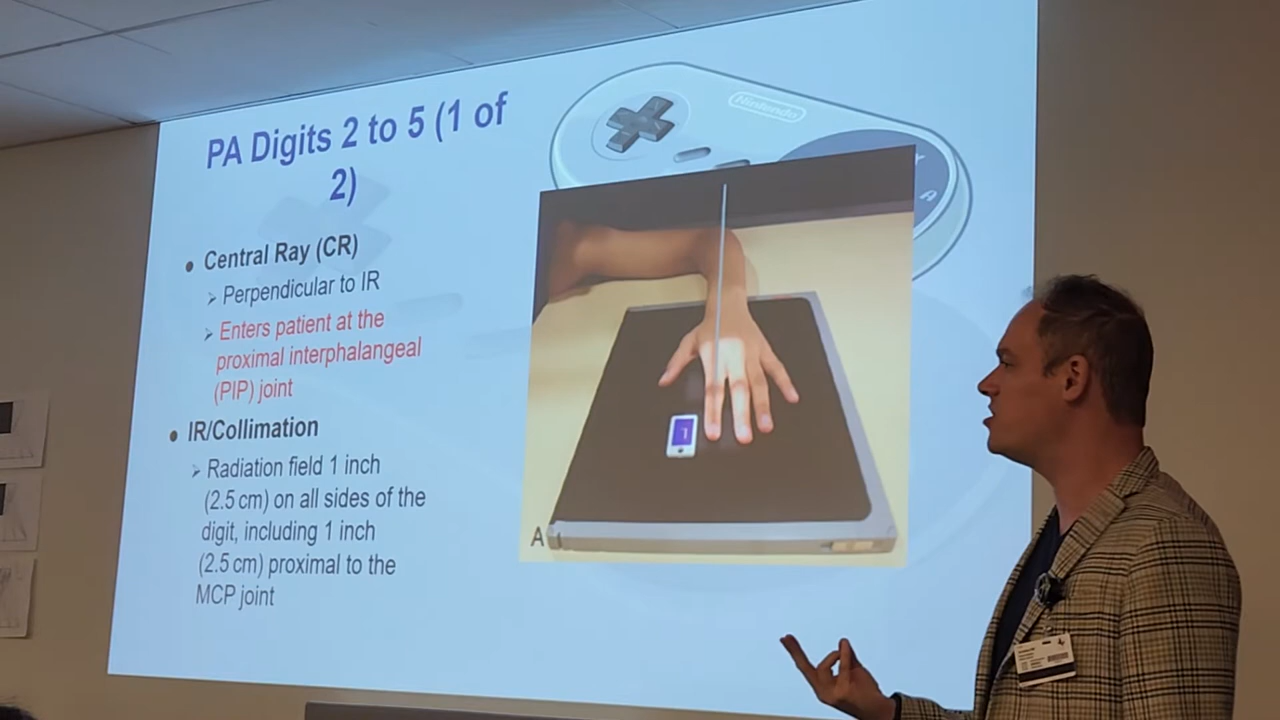 PA Digits 2 to 5 (1 of
2)
Nintendo
A
Central Ray (CR)
Perpendicular to IR
Enters patient at the
proximal interphalangeal
(PIP) joint
IR/Collimation
Radiation field 1 inch
(2.5 cm) on all sides of the
digit, including 1 inch
(2.5 cm) proximal to the
MCP joint
A